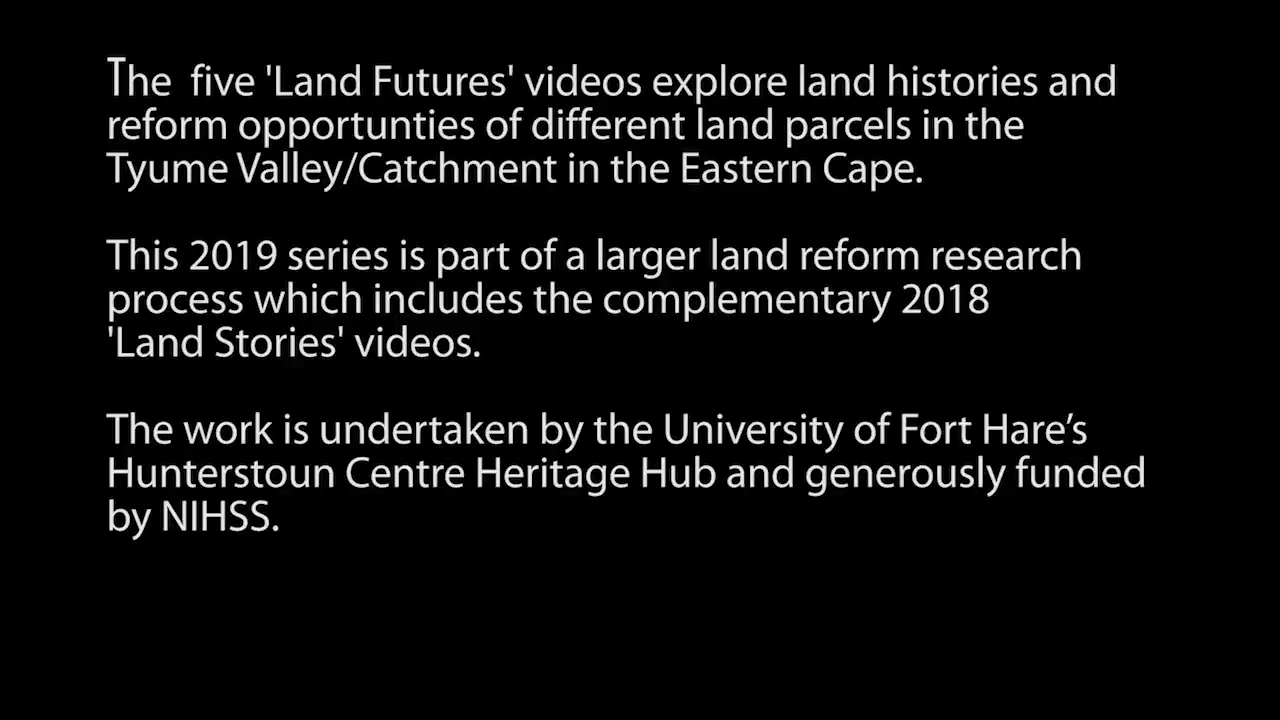 The  five 'Land Futures' videos explore land histories and
reform opportunties of different land parcels in the
Tyume Valley/Catchment in the Eastern Cape.
This 2019 series is part of a larger land reform research
process which includes the complementary 2018
'Land Stories' videos.
The work is undertaken by the University of Fort Hare’s
Hunterstoun Centre Heritage Hub and generously funded
by NIHSS.